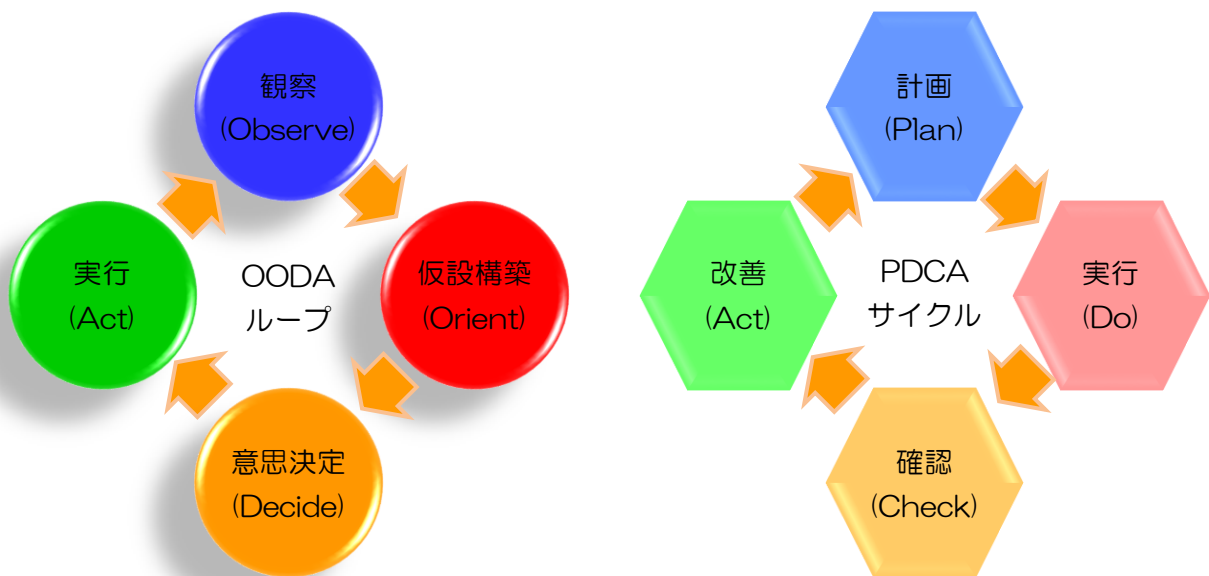 観察
(Observe)
仮設構築
(Orient)
意思決定
(Decide)
実行
(Act)
OODA
ループ
計画
(Plan)
実行
(Do)
確認
(Check)
改善
(Act)
PDCA
サイクル